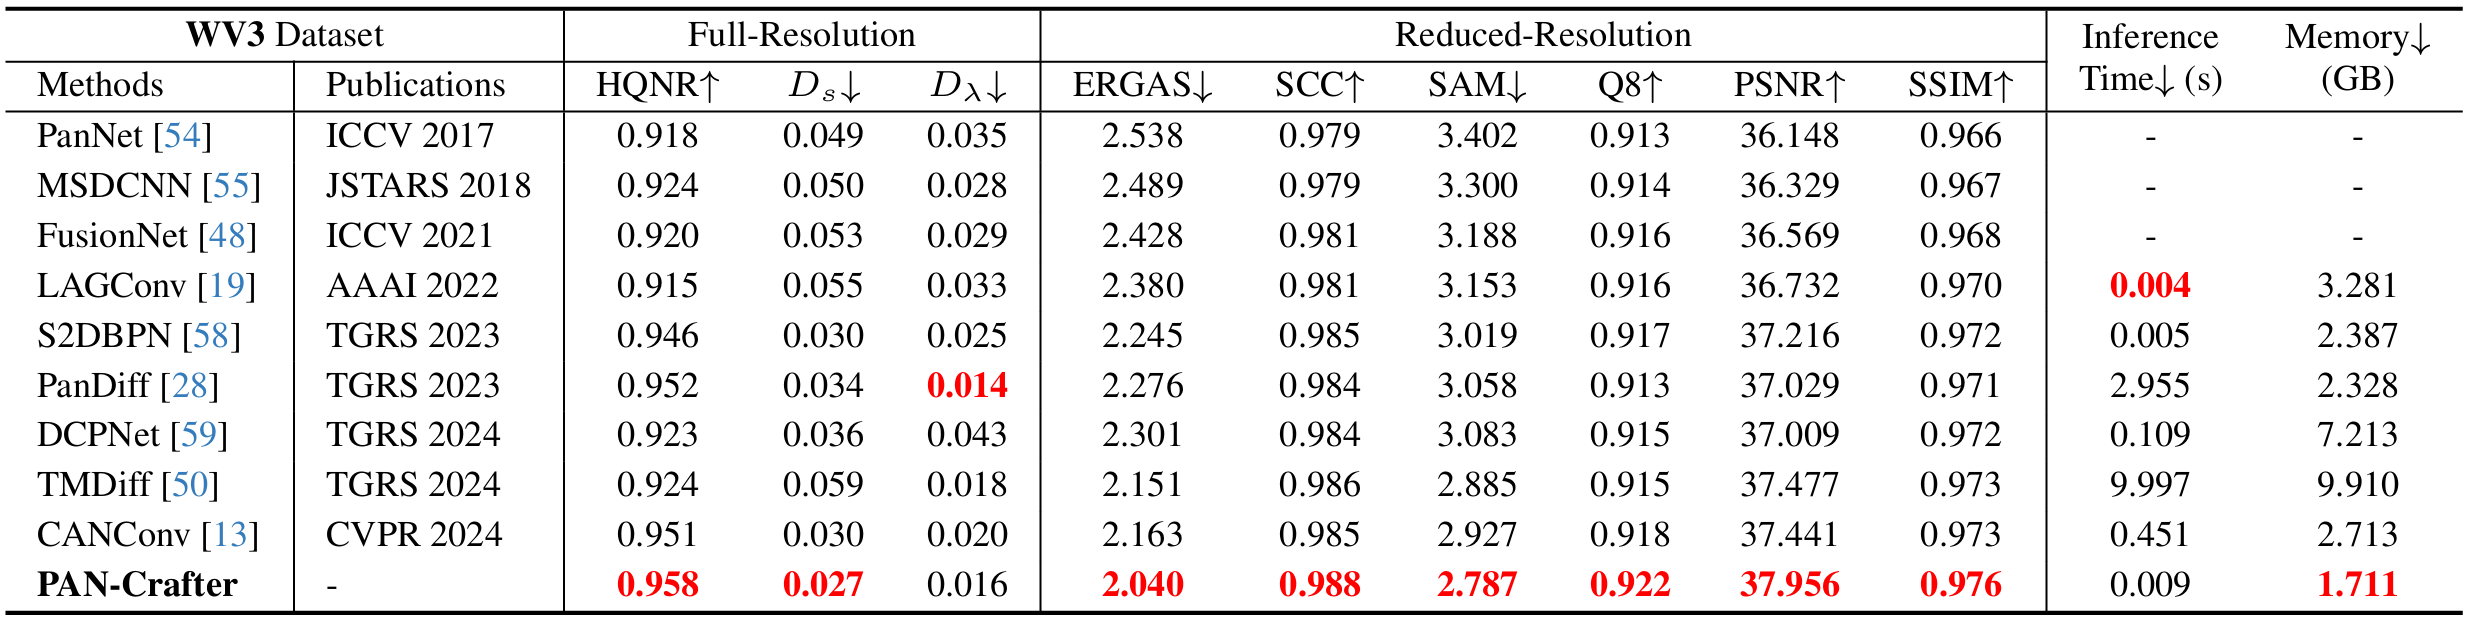 WV3 Dataset Full-Resolution Reduced-Resolution Inference Time↓ (s) Memory↓ (GB)
Methods Publications HQNR↑ Ds↓ Dλ↓ ERGAS↓ SCC↑ SAM↓ Q8↑ PSNR↑ SSIM↑
PanNet [54] ICCV 2017 0.918 0.049 0.035 2.538 0.979 3.402 0.913 36.148 0.966 - -
MSDCNN [55] JSTARS 2018 0.924 0.050 0.028 2.489 0.979 3.300 0.914 36.329 0.967 - -
FusionNet [48] ICCV 2021 0.920 0.053 0.029 2.428 0.981 3.188 0.916 36.569 0.968 - -
LAGConv [19] AAAI 2022 0.915 0.055 0.033 2.380 0.981 3.153 0.916 36.732 0.970 0.004 3.281
S2DBPN [58] TGRS 2023 0.946 0.030 0.025 2.245 0.985 3.019 0.917 37.216 0.972 0.005 2.387
PanDiff [28] TGRS 2023 0.952 0.034 0.014 2.276 0.984 3.058 0.913 37.029 0.971 2.955 2.328
DCPNet [59] TGRS 2024 0.923 0.036 0.043 2.301 0.984 3.083 0.915 37.009 0.972 0.109 7.213
TMDiff [50] TGRS 2024 0.924 0.059 0.018 2.151 0.986 2.885 0.915 37.477 0.973 9.997 9.910
CANConv [13] CVPR 2024 0.951 0.030 0.020 2.163 0.985 2.927 0.918 37.441 0.973 0.451 2.713
PAN-Crafter - 0.958 0.027 0.016 2.040 0.988 2.787 0.922 37.956 0.976 0.009 1.711